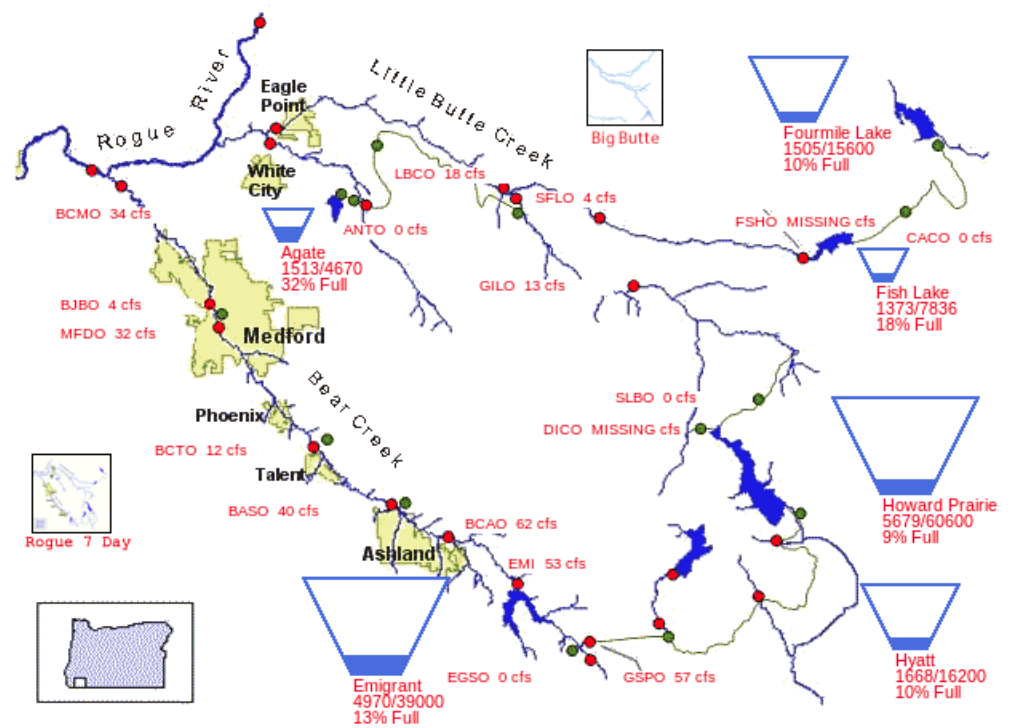 Rogue River
Eagle
Point
Little Butte Creek
Big Butte
Fourmile Lake
1505/15600
10% Full
White
City
LBCO 18 cfs
SFLO 4 cfs
BCMO 34 cfs
ANTO 0 cfs
FSHO MISSING cfs
CACO 0 cfs
Agate
1513/4670
32% Full
GILO 13 cfs
Fish Lake
1373/7836
18% Full
BJBO 4 cfs
MFDO 32 cfs
Medford
Bear Creek
SLBO 0 cfs
Phoenix
DICO MISSING cfs
BCTO 12 cfs
Talent
Howard Prairie
5679/60600
9% Full
BASO 40 cfs
BCAO 62 cfs
Rogue 7 Day
Ashland
EMI 53 cfs
Hyatt
1668/16200
10% Full
EGSO 0 cfs
GSPO 57 cfs
Emigrant
4970/39000
13% Full